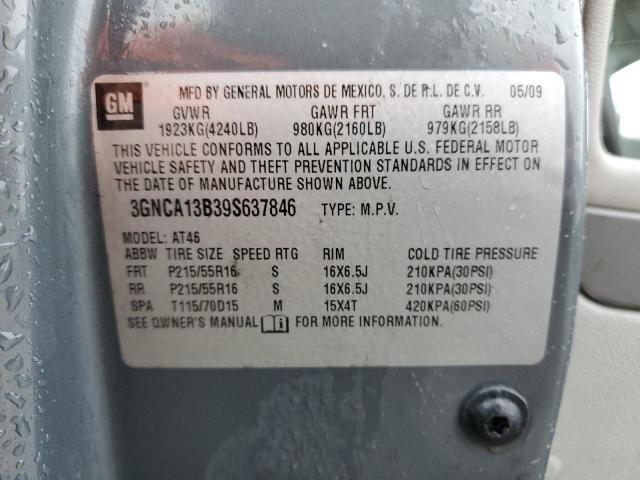 GM
MFD BY GENERAL MOTORS DE MEXICO, S. DE R.L. DE C.V. 05/09
GVWR GAWR FRT GAWR RR
1923KG(4240LB) 980KG(2160LB) 979KG(2158LB)
THIS VEHICLE CONFORMS TO ALL APPLICABLE U.S. FEDERAL MOTOR
VEHICLE SAFETY AND THEFT PREVENTION STANDARDS IN EFFECT ON
THE DATE OF MANUFACTURE SHOWN ABOVE.
3GNCA13B39S637846 TYPE: M.P.V.
MODEL: AT46
ABBW TIRE SIZE SPEED RTG RIM COLD TIRE PRESSURE
FRT P215/55R16 S 16X6.5J 210KPA(30PSI)
RR P215/55R16 S 16X6.5J 210KPA(30PSI)
SPA T115/70D15 M 15X4T 420KPA(60PSI)
SEE OWNER'S MANUAL FOR MORE INFORMATION.